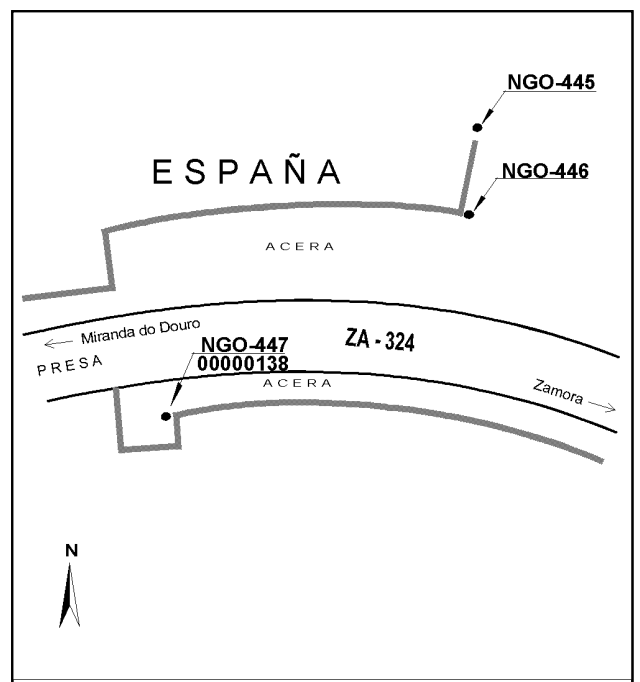 NGO-445
ESPAÑA
NGO-446
ACERA
Miranda do Douro
ZA - 324
NGO-447
00000138
PRESA
ACERA
Zamora
N